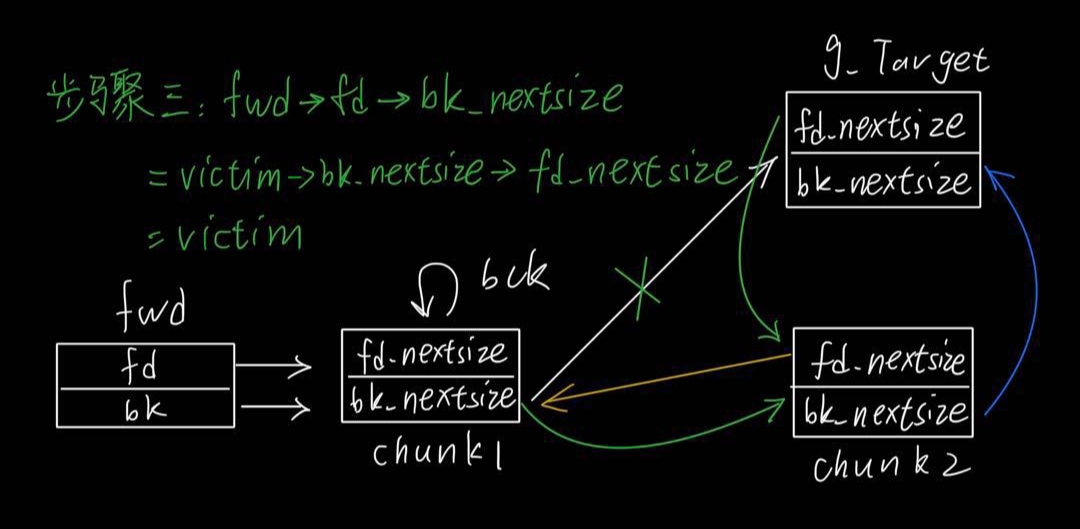 步骤三: fwd→fd→bk_nextsize
= victim→bk_nextsize→fd_nextsize
= victim
g_Target
fd_nextsize
bk_nextsize
fwd
fd
bk
bck
fd_nextsize
bk_nextsize
chunk1
fd_nextsize
bk_nextsize
chunk2